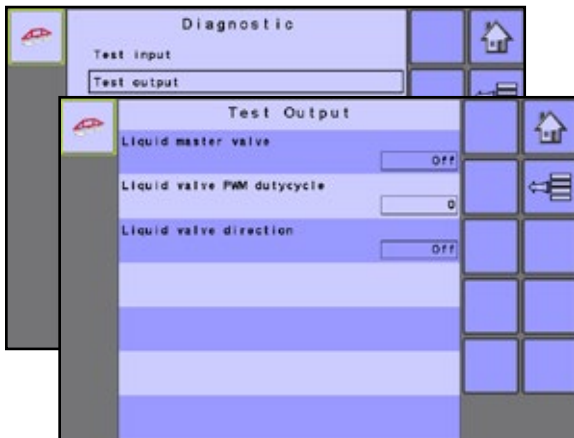 Diagnostic
Test input
Test output
Test Output
Liquid master valve
Off
Liquid valve PWM dutycycle
0
Liquid valve direction
Off